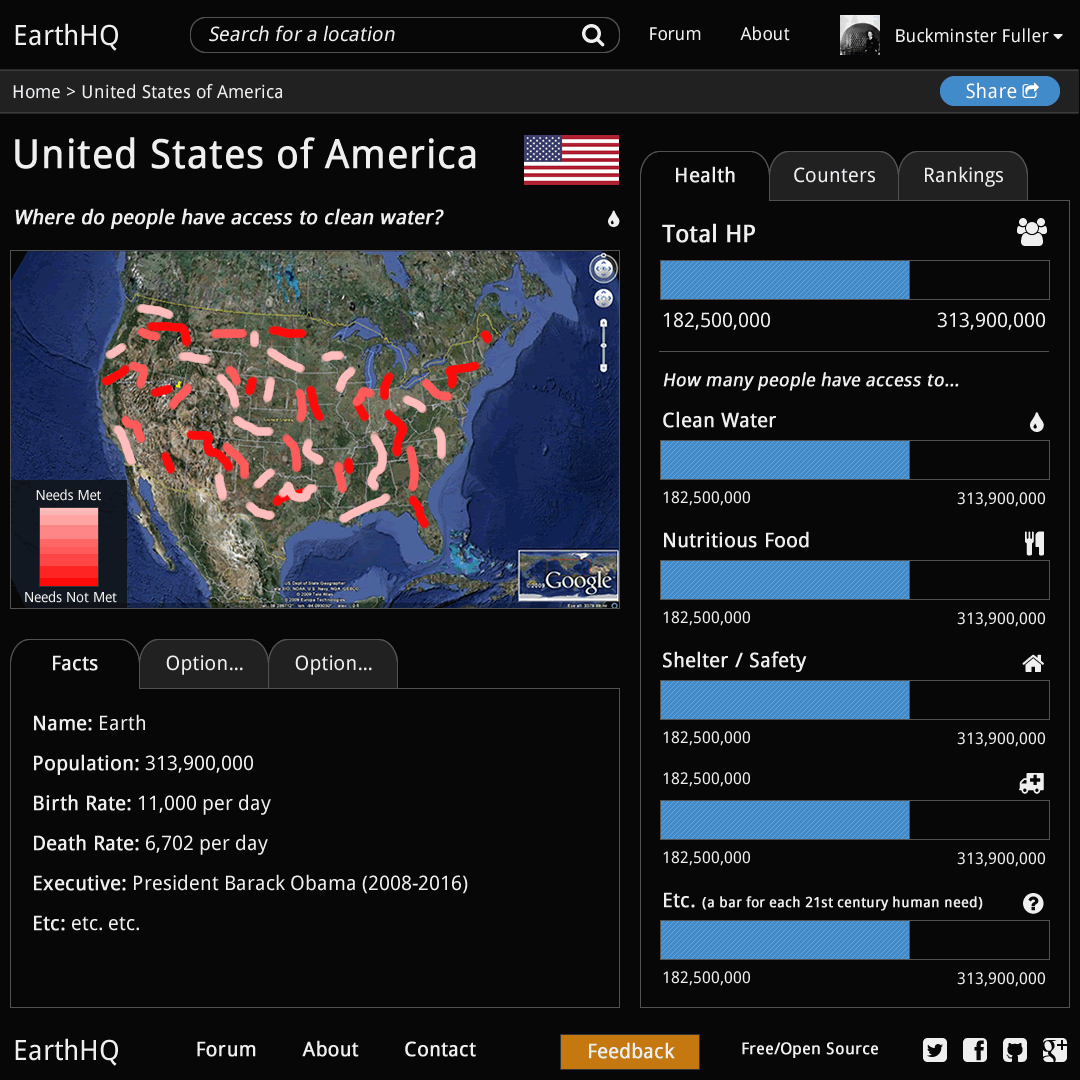 EarthHQ
Search for a location
Forum
About
Buckminster Fuller
Home > United States of America
Share
United States of America
Where do people have access to clean water?
Needs Met
Needs Not Met
Google
Facts
Option...
Option...
Name: Earth
Population: 313,900,000
Birth Rate: 11,000 per day
Death Rate: 6,702 per day
Executive: President Barack Obama (2008-2016)
Etc: etc. etc.
Health
Counters
Rankings
Total HP
182,500,000
313,900,000
How many people have access to...
Clean Water
182,500,000
313,900,000
Nutritious Food
182,500,000
313,900,000
Shelter / Safety
182,500,000
313,900,000
182,500,000
182,500,000
313,900,000
Etc. (a bar for each 21st century human need)
182,500,000
313,900,000
EarthHQ
Forum
About
Contact
Feedback
Free/Open Source